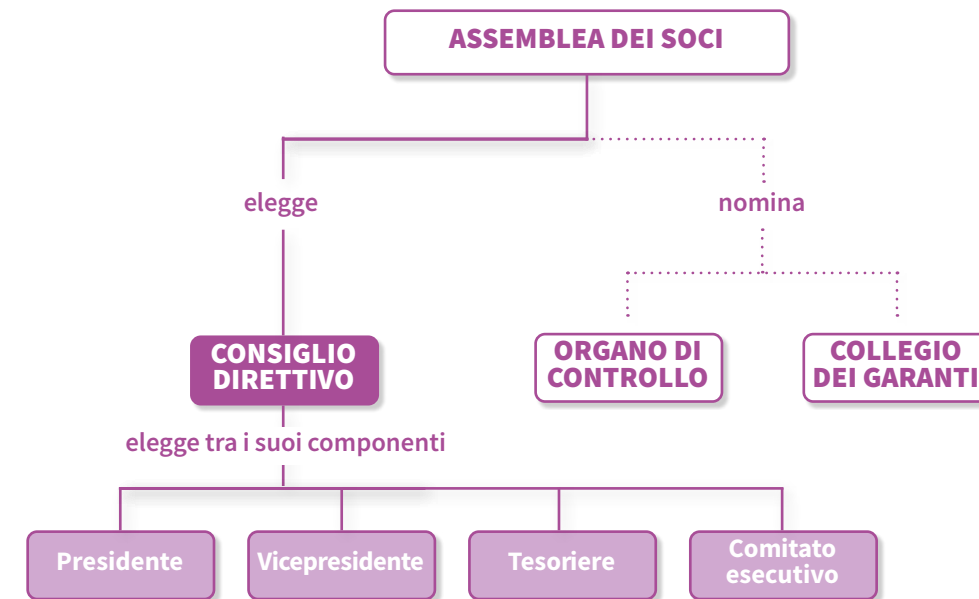 ASSEMBLEA DEI SOCI
elegge
nomina
CONSIGLIO
DIRETTIVO
ORGANO DI
CONTROLLO
COLLEGIO
DEI GARANTI
elegge tra i suoi componenti
Presidente
Vicepresidente
Tesoriere
Comitato
esecutivo